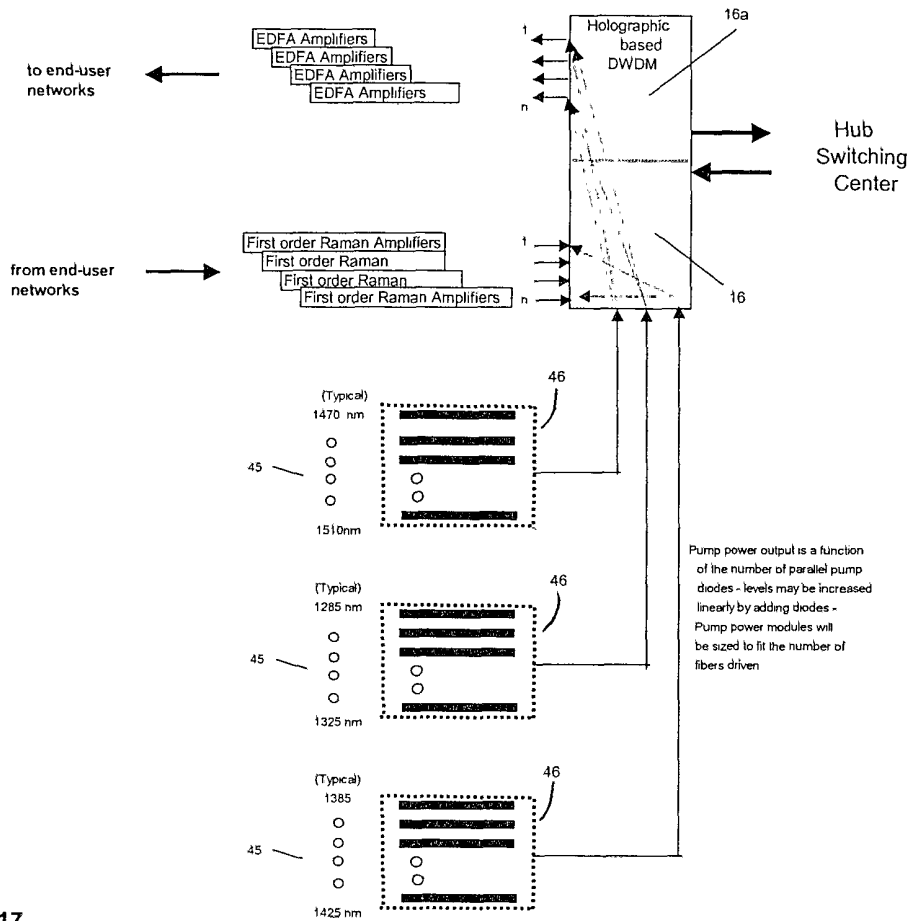 Holographic
based
DWDM
16a
EDFA Amplifiers
EDFA Amplifiers
EDFA Amplifiers
EDFA Amplifiers
to end-user
networks
1
n
Hub
Switching
Center
First order Raman Amplifiers
First order Raman
First order Raman
First order Raman Amplifiers
from end-user
networks
1
n
16
(Typical)
1470 nm
45
1510nm
46
Pump power output is a function
of the number of parallel pump
diodes - levels may be increased
linearly by adding diodes -
Pump power modules will
be sized to fit the number of
fibers driven
(Typical)
1285 nm
45
1325 nm
46
(Typical)
1385
45
1425 nm
46
17